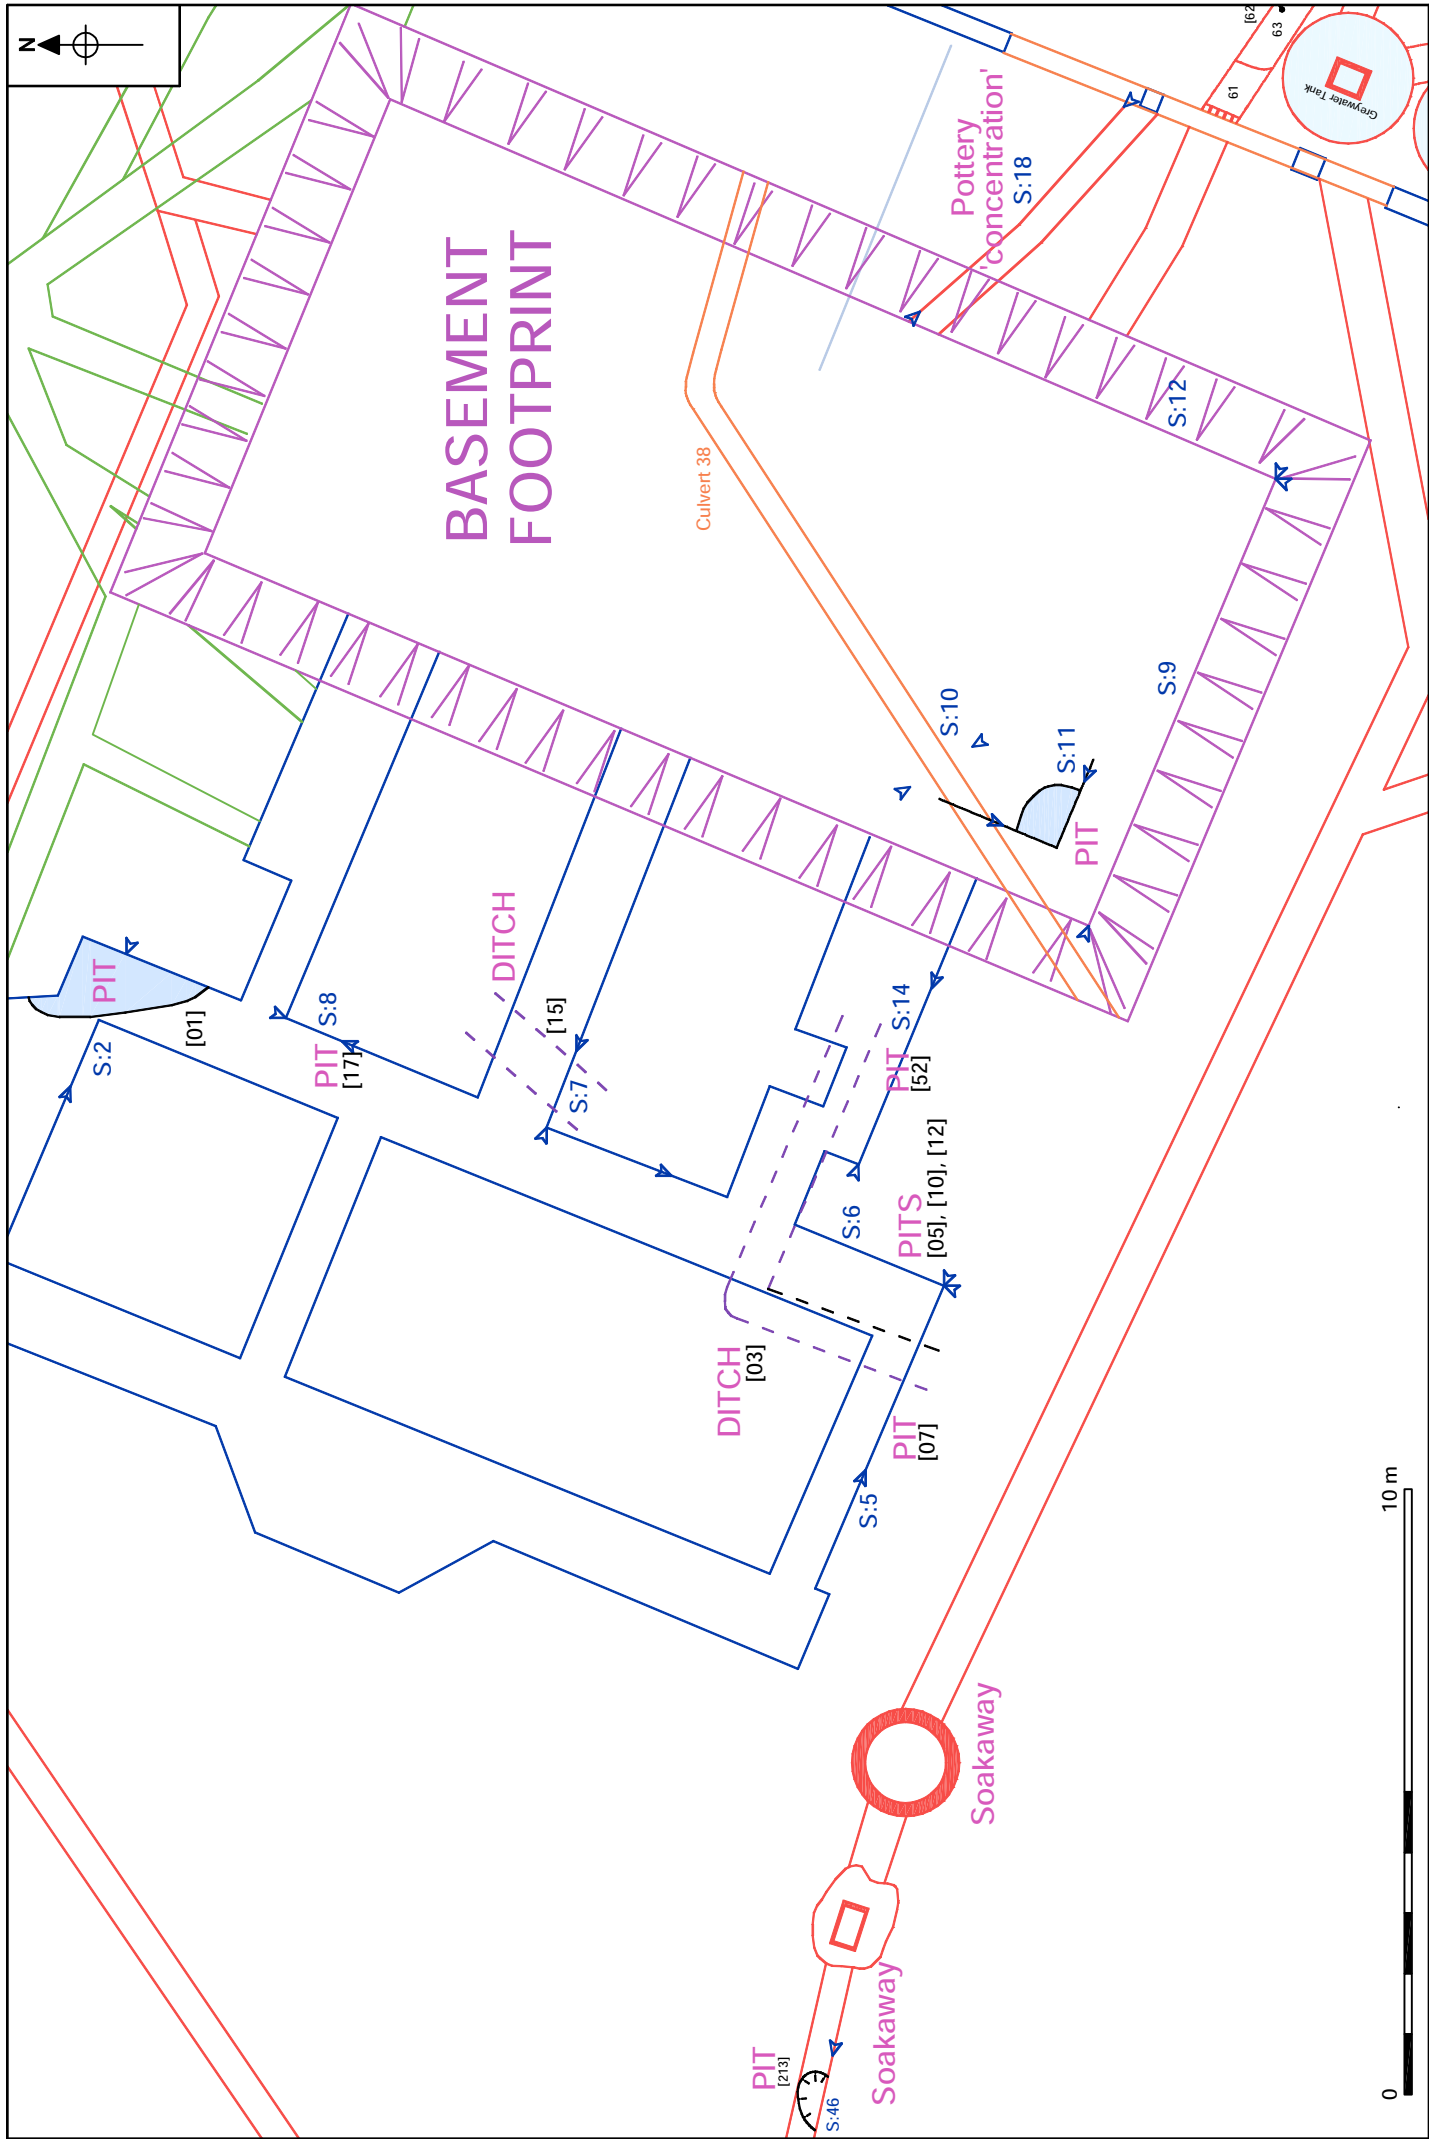 N
BASEMENT
FOOTPRINT
Culvert 38
Pottery
'concentration'
S:18
[62
63
61
Greywater Tank
S:12
S:9
S:10
S:11
PIT
DITCH
[15]
S:7
PIT
[01]
S:2
S:8
PIT
[17]
S:14
PIT
[52]
S:6
PITS
[05], [10], [12]
DITCH
[03]
PIT
[07]
S:5
Soakaway
Soakaway
PIT
[213]
S:46
0
10 m